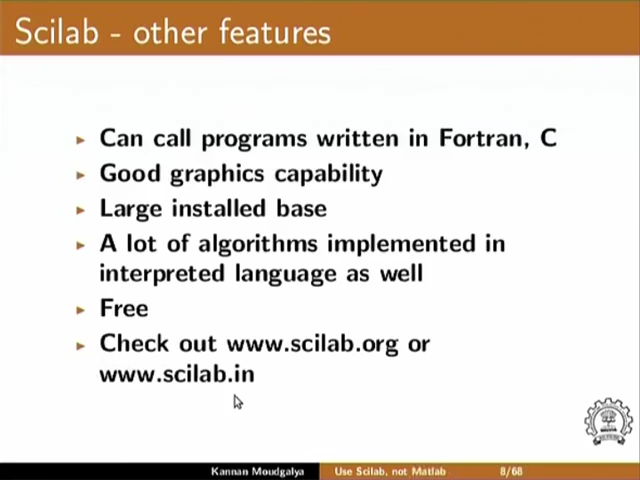 Scilab - other features
Can call programs written in Fortran, C
Good graphics capability
Large installed base
A lot of algorithms implemented in
interpreted language as well
Free
Check out www.scilab.org or
www.scilab.in
Kannan Moudgalya Use Scilab, not Matlab 8/68